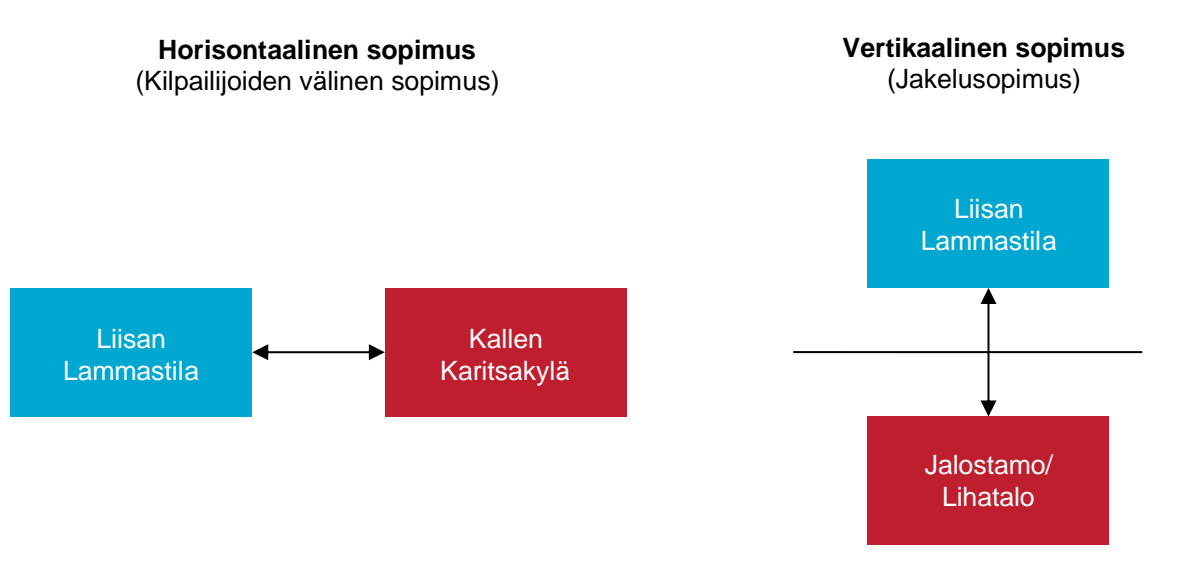 Horisontaalinen sopimus
(Kilpailijoiden välinen sopimus)
Vertikaalinen sopimus
(Jakelusopimus)
Liisan
Lammastila
Kallen
Karitsakylä
Liisan
Lammastila
Jalostamo/
Lihatalo